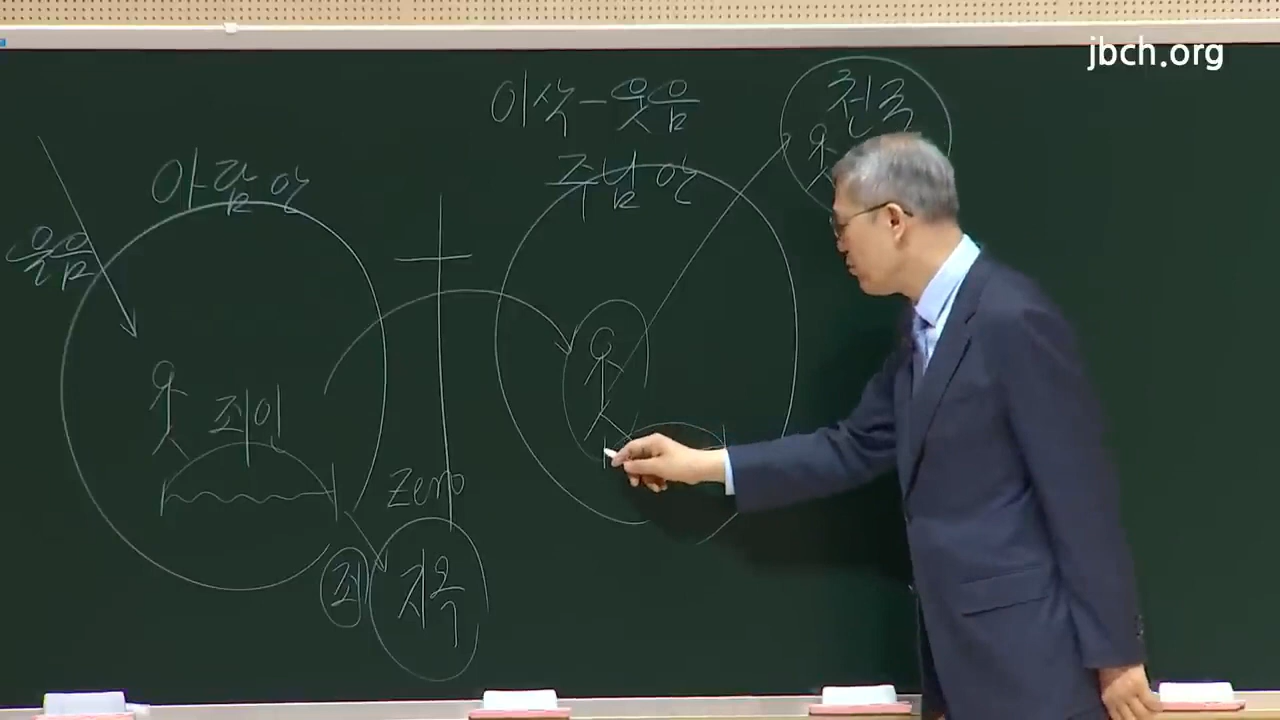 jbch.org
이삭-웃음
천국
아담 안
주님 안
울음
죄인
Zero
죄
지옥